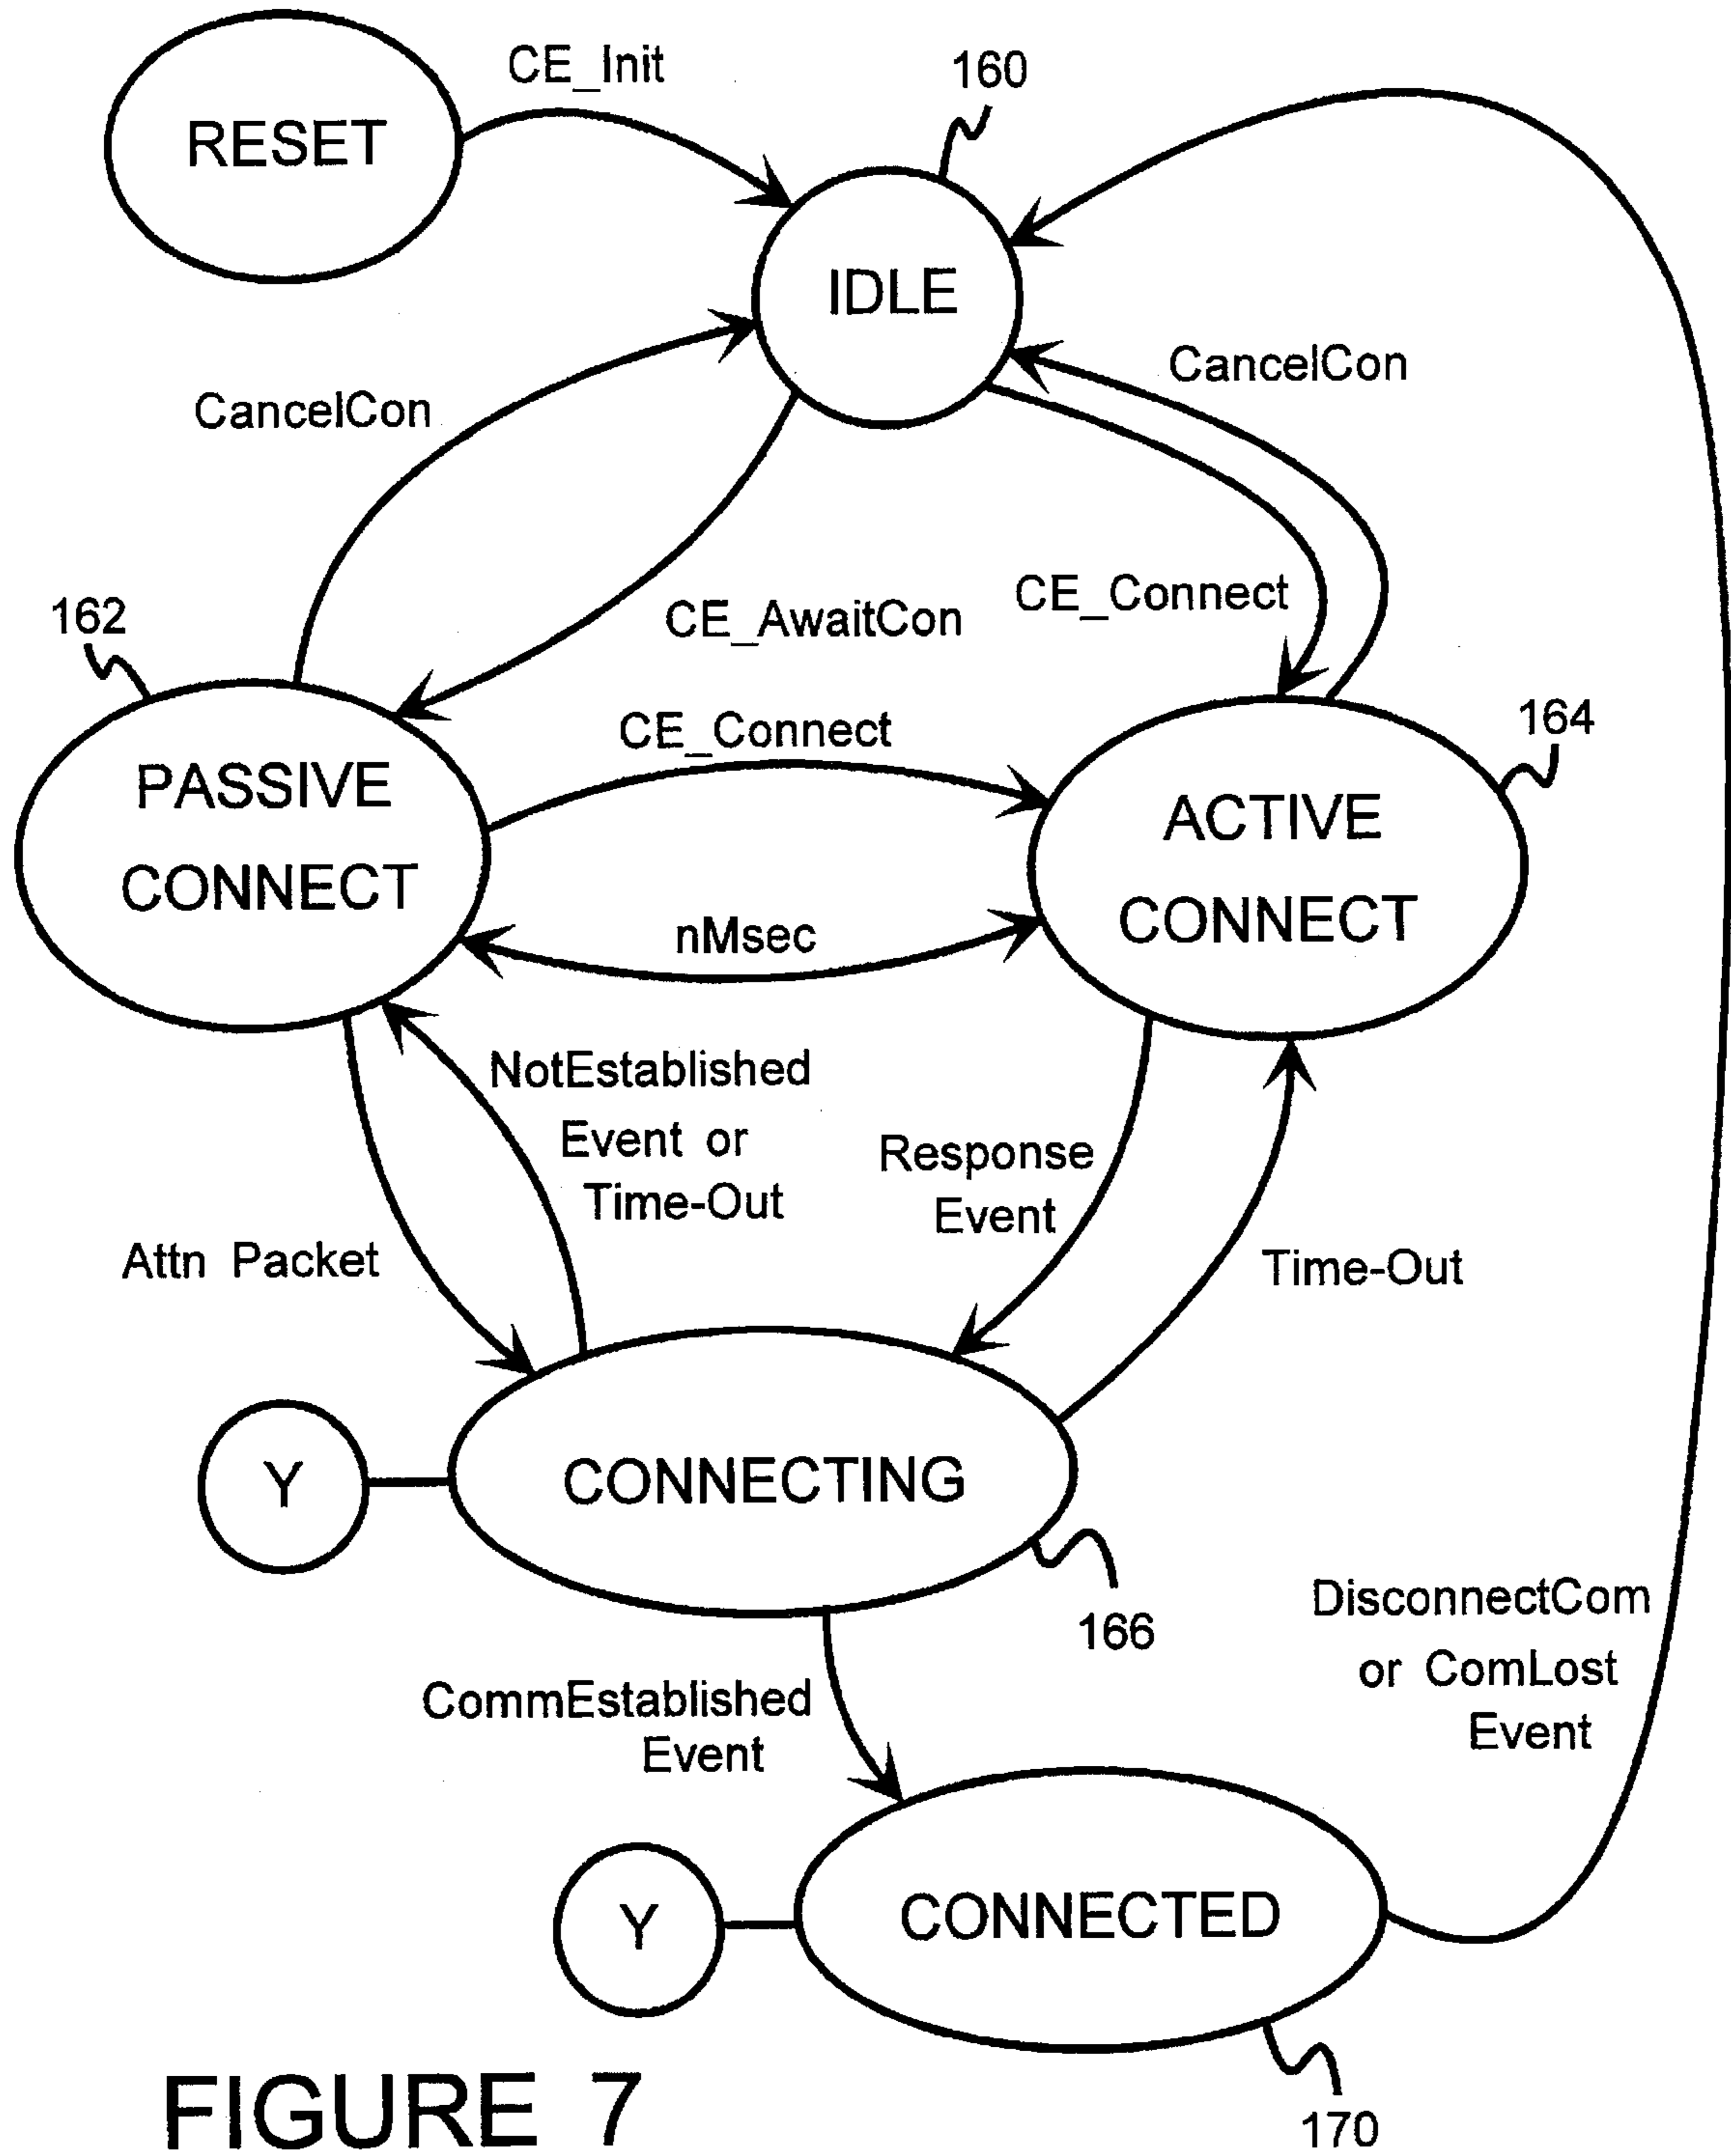 CE_Init
160
RESET
IDLE
CancelCon
CancelCon
CE_Connect
162
CE_AwaitCon
CE_Connect
164
PASSIVE
CONNECT
ACTIVE
CONNECT
nMsec
NotEstablished
Event or
Time-Out
Response
Event
Attn Packet
Time-Out
Y
CONNECTING
166
DisconnectCom
or ComLost
Event
CommEstablished
Event
Y
CONNECTED
170
FIGURE 7